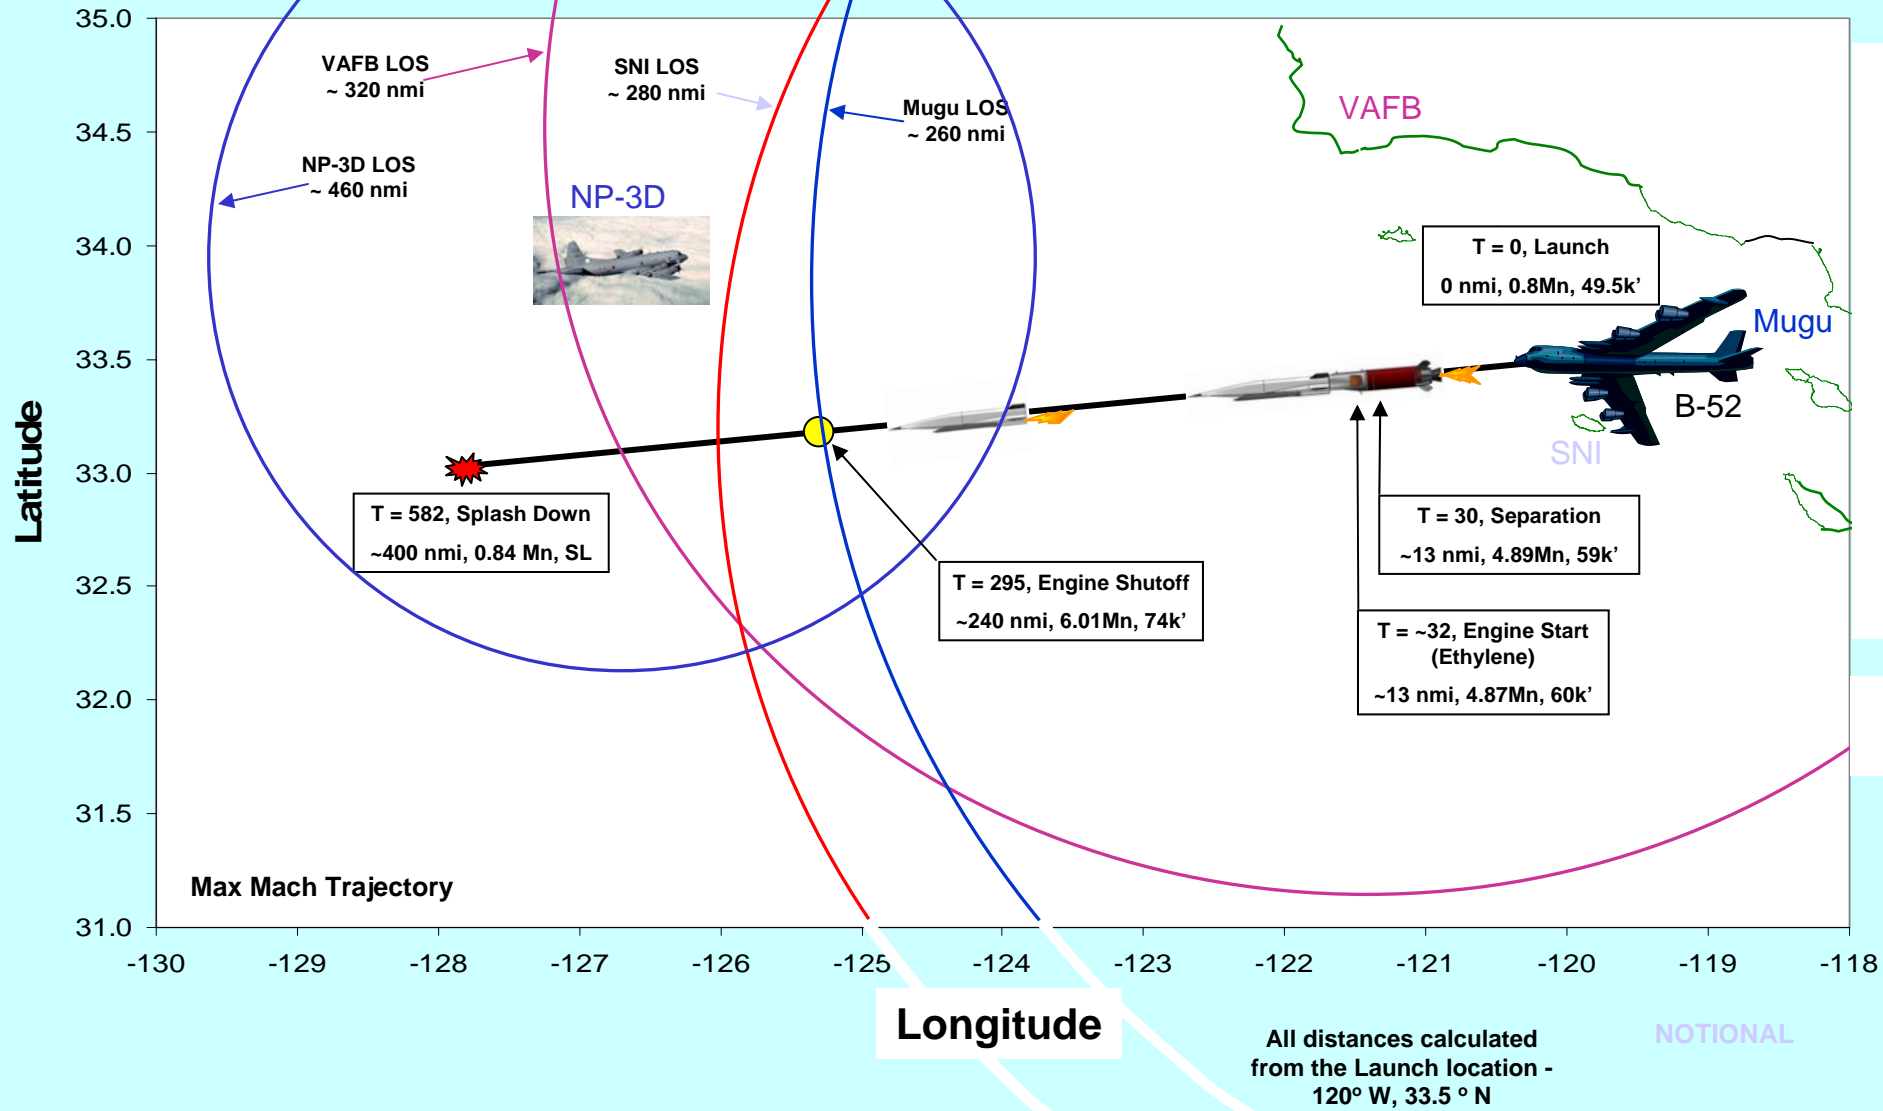 35.0
34.5
34.0
33.5
33.0
32.5
32.0
31.5
31.0
Latitude
VAFB LOS
~ 320 nmi
SNI LOS
~ 280 nmi
Mugu LOS
~ 260 nmi
NP-3D LOS
~ 460 nmi
NP-3D
VAFB
T = 0, Launch
0 nmi, 0.8Mn, 49.5k’
Mugu
B-52
SNI
T = 582, Splash Down
~400 nmi, 0.84 Mn, SL
T = 295, Engine Shutoff
~240 nmi, 6.01Mn, 74k’
T = 30, Separation
~13 nmi, 4.89Mn, 59k’
T = ~32, Engine Start
(Ethylene)
~13 nmi, 4.87Mn, 60k’
Max Mach Trajectory
-130 -129 -128 -127 -126 -125 -124 -123 -122 -121 -120 -119 -118
Longitude
All distances calculated
from the Launch location -
120º W, 33.5 º N
NOTIONAL